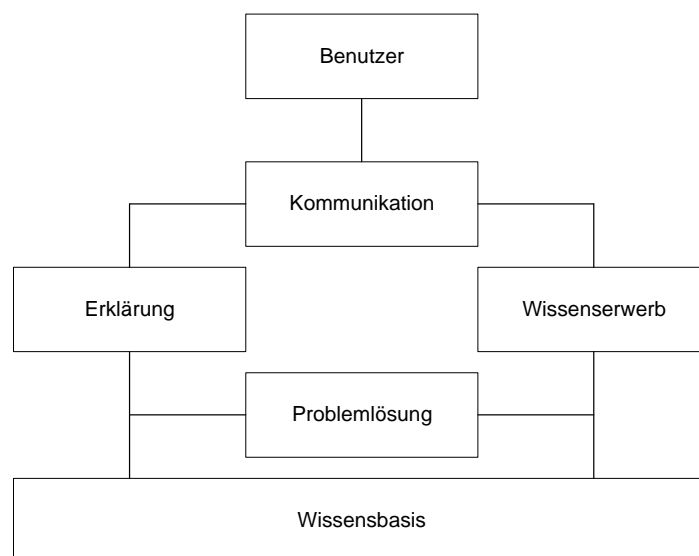 Benutzer
Kommunikation
Erklärung
Wissenserwerb
Problemlösung
Wissensbasis